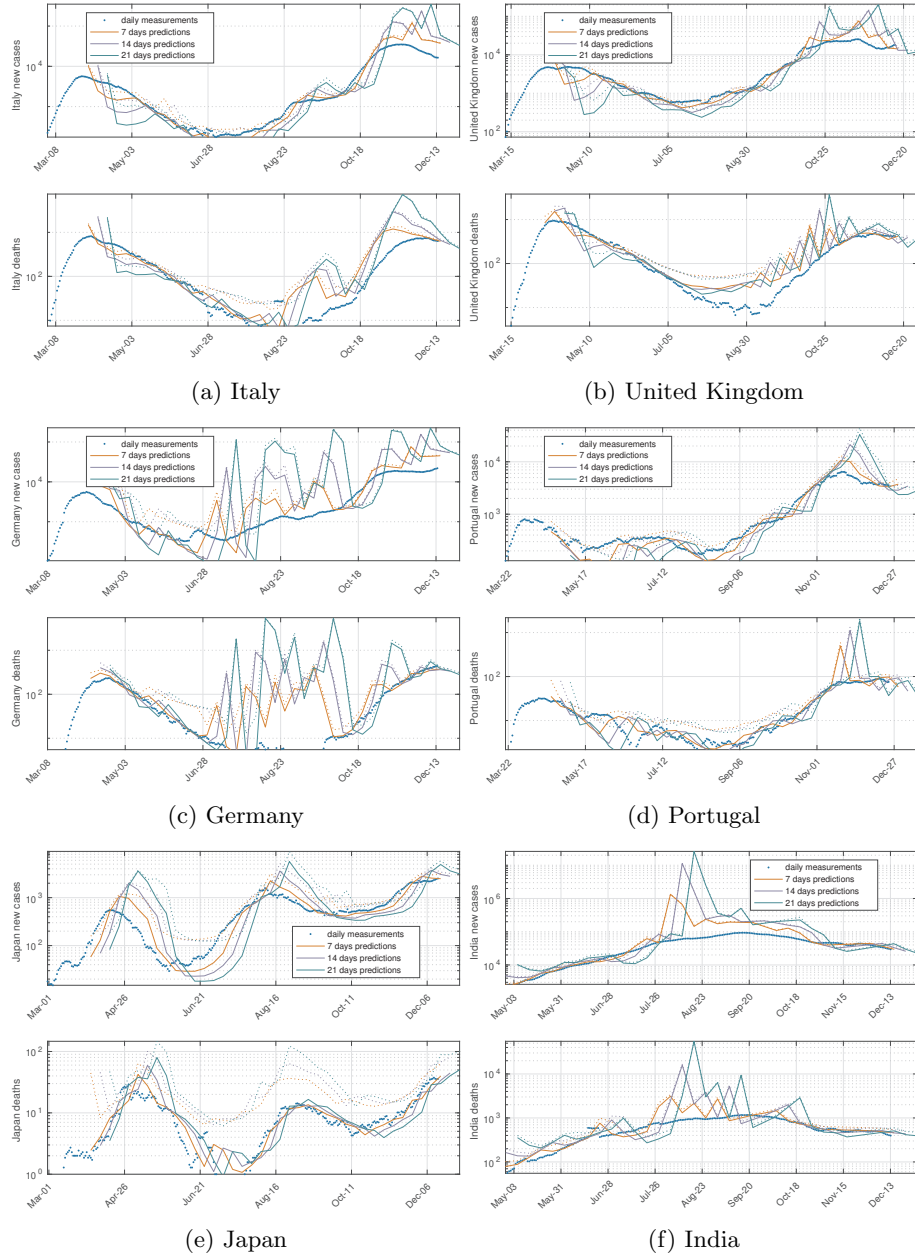 Italy new cases
10^4
daily measurements
7 days predictions
14 days predictions
21 days predictions
Mar-08
May-03
Jun-28
Aug-23
Oct-18
Dec-13
Italy deaths
10^2
Mar-08
May-03
Jun-28
Aug-23
Oct-18
Dec-13
(a) Italy
United Kingdom new cases
10^4
10^2
daily measurements
7 days predictions
14 days predictions
21 days predictions
Mar-15
May-10
Jul-05
Aug-30
Oct-25
Dec-20
United Kingdom deaths
10^2
Mar-15
May-10
Jul-05
Aug-30
Oct-25
Dec-20
(b) United Kingdom
Germany new cases
10^4
daily measurements
7 days predictions
14 days predictions
21 days predictions
Mar-08
May-03
Jun-28
Aug-23
Oct-18
Dec-13
Germany deaths
10^2
Mar-08
May-03
Jun-28
Aug-23
Oct-18
Dec-13
(c) Germany
Portugal new cases
10^4
10^3
daily measurements
7 days predictions
14 days predictions
21 days predictions
Mar-22
May-17
Jul-12
Sep-06
Nov-01
Dec-27
Portugal deaths
10^2
Mar-22
May-17
Jul-12
Sep-06
Nov-01
Dec-27
(d) Portugal
Japan new cases
10^3
10^2
daily measurements
7 days predictions
14 days predictions
21 days predictions
Mar-01
Apr-26
Jun-21
Aug-16
Oct-11
Dec-06
Japan deaths
10^2
10^1
10^0
Mar-01
Apr-26
Jun-21
Aug-16
Oct-11
Dec-06
(e) Japan
India new cases
10^6
10^4
daily measurements
7 days predictions
14 days predictions
21 days predictions
May-03
May-31
Jun-28
Jul-26
Aug-23
Sep-20
Oct-18
Nov-15
Dec-13
India deaths
10^4
10^3
10^2
May-03
May-31
Jun-28
Jul-26
Aug-23
Sep-20
Oct-18
Nov-15
Dec-13
(f) India